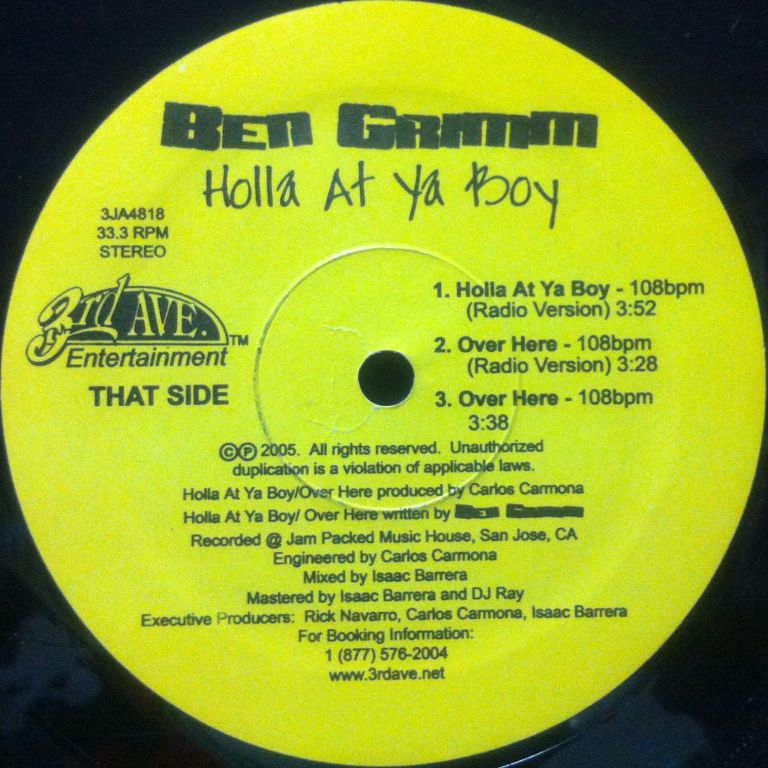 Ben Grimm
Holla At Ya Boy
3JA4818
33.3 RPM
STEREO
3rd AVE.™
Entertainment
THAT SIDE
1. Holla At Ya Boy - 108bpm
(Radio Version) 3:52
2. Over Here - 108bpm
(Radio Version) 3:28
3. Over Here - 108bpm
3:38
©℗ 2005. All rights reserved. Unauthorized
duplication is a violation of applicable laws.
Holla At Ya Boy/Over Here produced by Carlos Carmona
Holla At Ya Boy/ Over Here written by Ben Grimm
Recorded @ Jam Packed Music House, San Jose, CA
Engineered by Carlos Carmona
Mixed by Isaac Barrera
Mastered by Isaac Barrera and DJ Ray
Executive Producers: Rick Navarro, Carlos Carmona, Isaac Barrera
For Booking Information:
1 (877) 576-2004
www.3rdave.net